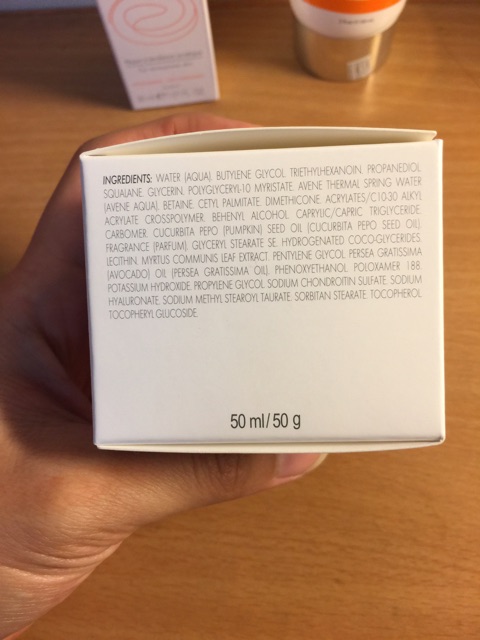 INGREDIENTS: WATER (AQUA). BUTYLENE GLYCOL. TRIETHYLHEXANOIN. PROPANEDIOL.
SQUALANE. GLYCERIN. POLYGLYCERYL-10 MYRISTATE. AVENE THERMAL SPRING WATER
(AVENE AQUA). BETAINE. CETYL PALMITATE. DIMETHICONE. ACRYLATES/C10-30 ALKYL
ACRYLATE CROSSPOLYMER. BEHENYL ALCOHOL. CAPRYLIC/CAPRIC TRIGLYCERIDE.
CARBOMER. CUCURBITA PEPO (PUMPKIN) SEED OIL (CUCURBITA PEPO SEED OIL).
FRAGRANCE (PARFUM). GLYCERYL STEARATE SE. HYDROGENATED COCO-GLYCERIDES.
LECITHIN. MYRTUS COMMUNIS LEAF EXTRACT. PENTYLENE GLYCOL. PERSEA GRATISSIMA
(AVOCADO) OIL (PERSEA GRATISSIMA OIL). PHENOXYETHANOL. POLOXAMER 188.
POTASSIUM HYDROXIDE. PROPYLENE GLYCOL. SODIUM CHONDROITIN SULFATE. SODIUM
HYALURONATE. SODIUM METHYL STEAROYL TAURATE. SORBITAN STEARATE. TOCOPHEROL.
TOCOPHERYL GLUCOSIDE.
50 ml/50 g